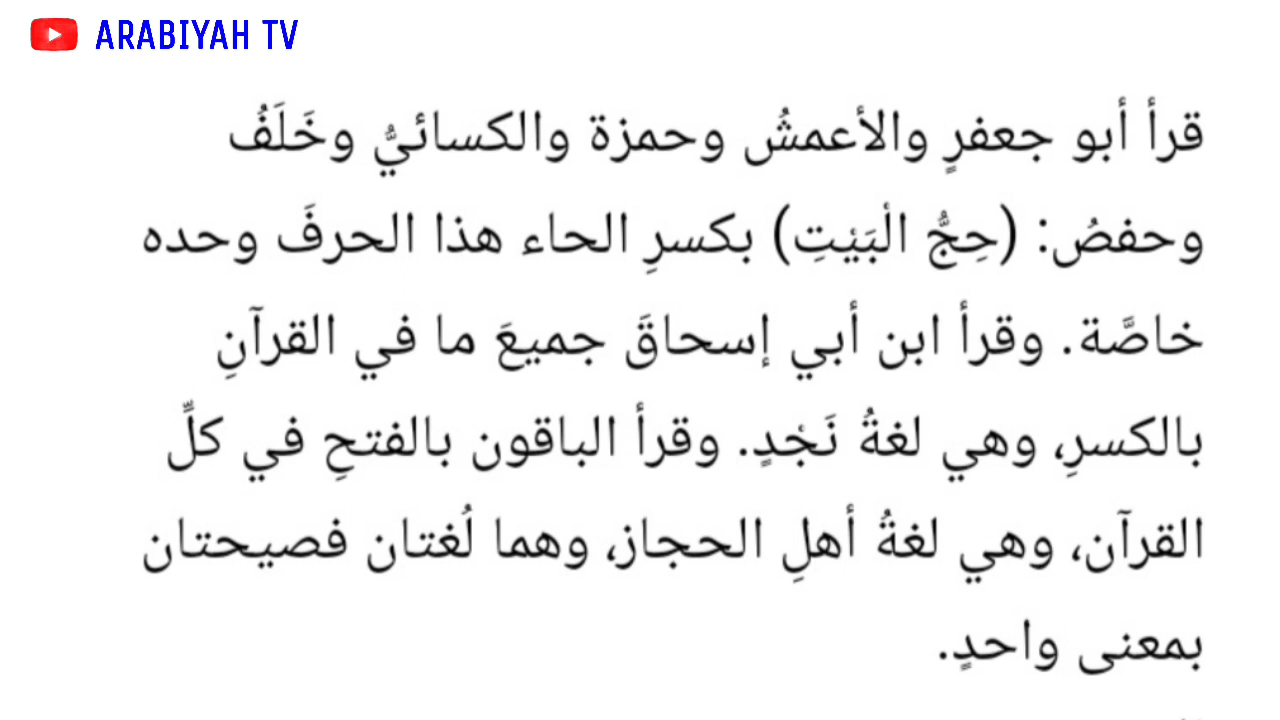 ARABIYAH TV
قرأ أبو جعفرٍ والأعمشُ وحمزة والكسائيُّ وخَلَفُ
وحفصُ: (حِجُّ الْبَيْتِ) بكسرِ الحاء هذا الحرفَ وحده
خاصَّة. وقرأ ابن أبي إسحاقَ جميعَ ما في القرآنِ
بالكسرِ، وهي لغةُ نَجْدٍ. وقرأ الباقون بالفتحِ في كلِّ
القرآن، وهي لغةُ أهلِ الحجاز، وهما لُغتان فصيحتان
بمعنى واحدٍ.